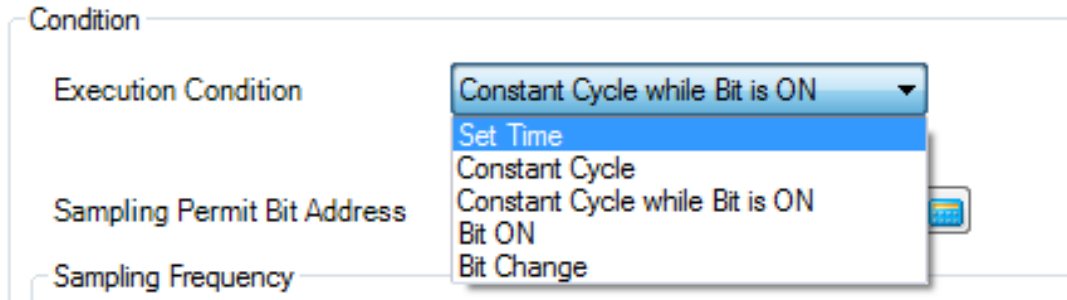 Condition
Execution Condition
Constant Cycle while Bit is ON
Set Time
Constant Cycle
Constant Cycle while Bit is ON
Sampling Permit Bit Address
Bit ON
Bit Change
Sampling Frequency